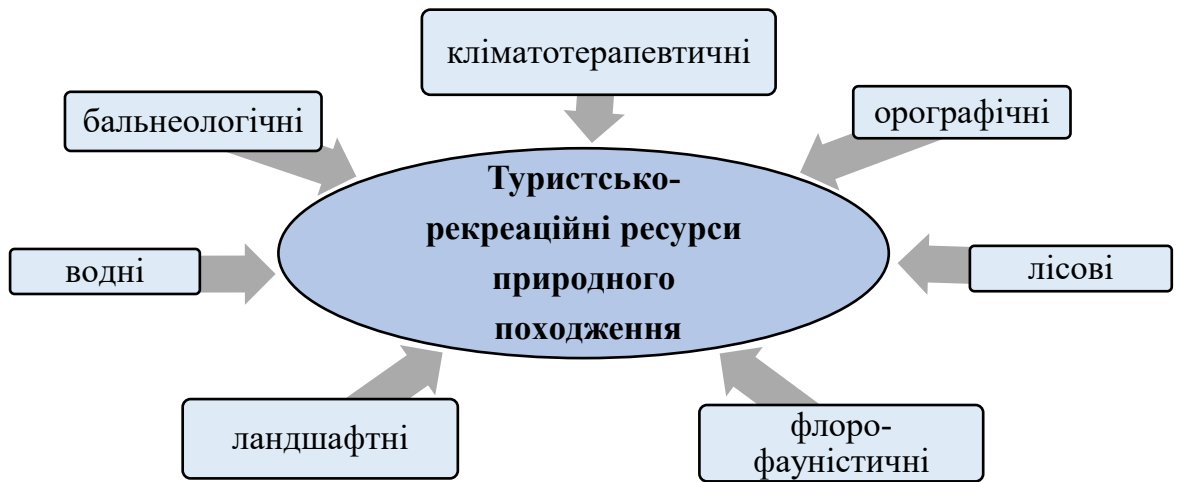 кліматотерапевтичні
бальнеологічні
орографічні
Туристсько-
рекреаційні ресурси
природного
походження
водні
лісові
ландшафтні
флоро-
фауністичні